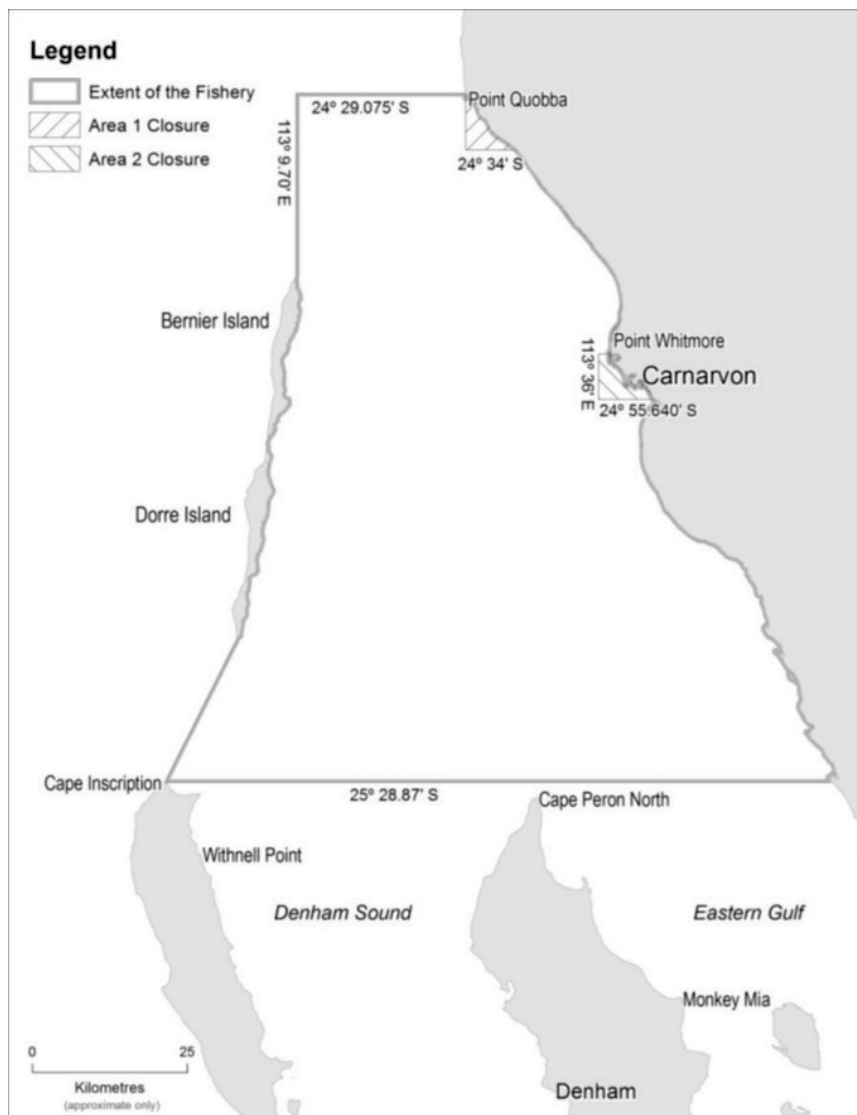 Legend
Extent of the Fishery
Area 1 Closure
Area 2 Closure
24° 29.075' S
Point Quobba
113° 9.70' E
24° 34' S
Bernier Island
Point Whitmore
113° 36' E
Carnarvon
24° 55.640' S
Dorre Island
Cape Inscription
25° 28.87' S
Cape Peron North
Withnell Point
Denham Sound
Eastern Gulf
Monkey Mia
0 25
Kilometres
(approximate only)
Denham